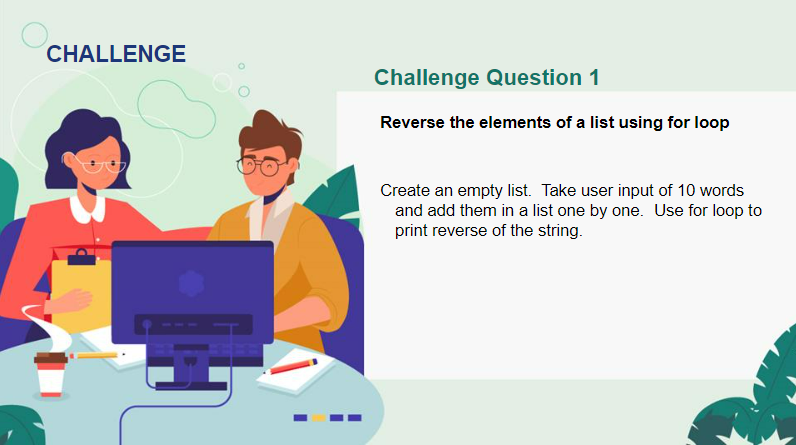 CHALLENGE
Challenge Question 1
Reverse the elements of a list using for loop
Create an empty list.  Take user input of 10 words
and add them in a list one by one.  Use for loop to
print reverse of the string.